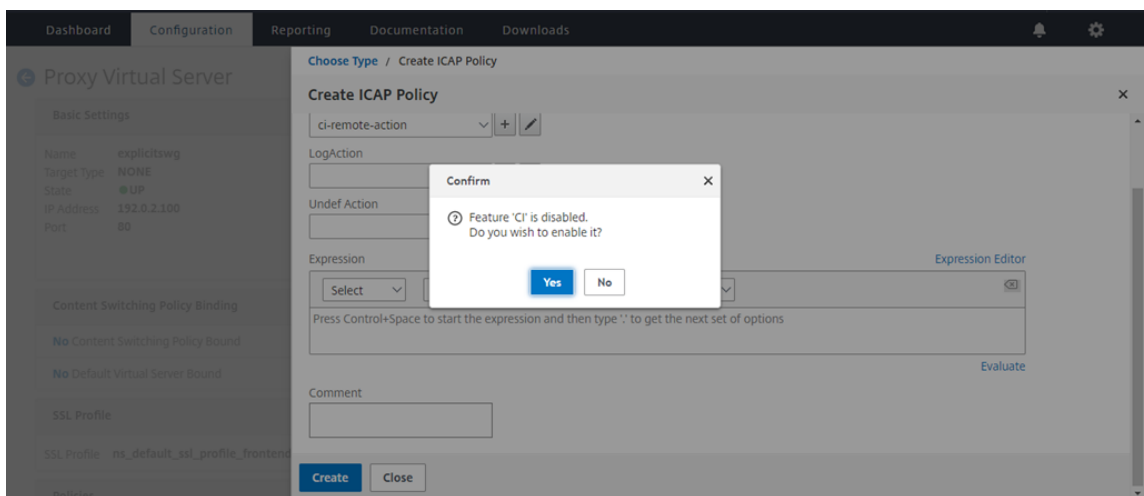 Dashboard Configuration Reporting Documentation Downloads
Proxy Virtual Server
Basic Settings
Name explicitswg
Target Type NONE
State UP
IP Address 192.0.2.100
Port 80
Content Switching Policy Binding
No Content Switching Policy Bound
No Default Virtual Server Bound
SSL Profile
SSL Profile ns_default_ssl_profile_frontend
Policies
Choose Type / Create ICAP Policy
Create ICAP Policy
ci-remote-action
LogAction
Undef Action
Expression
Expression Editor
Select
Press Control+Space to start the expression and then type '.' to get the next set of options
Evaluate
Comment
Create Close
Confirm
Feature 'CI' is disabled.
Do you wish to enable it?
Yes No